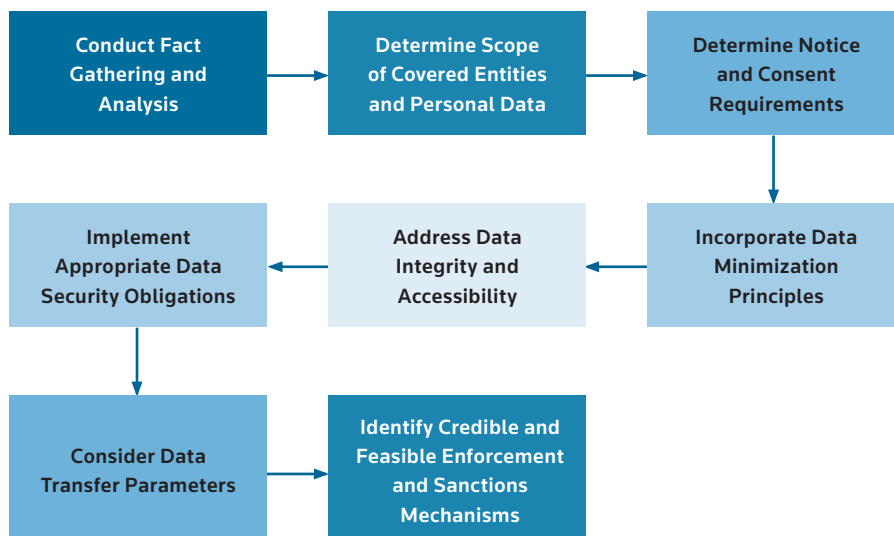 Conduct Fact
Gathering and
Analysis
Determine Scope
of Covered Entities
and Personal Data
Determine Notice
and Consent
Requirements
Incorporate Data
Minimization
Principles
Address Data
Integrity and
Accessibility
Implement
Appropriate Data
Security Obligations
Consider Data
Transfer Parameters
Identify Credible and
Feasible Enforcement
and Sanctions
Mechanisms